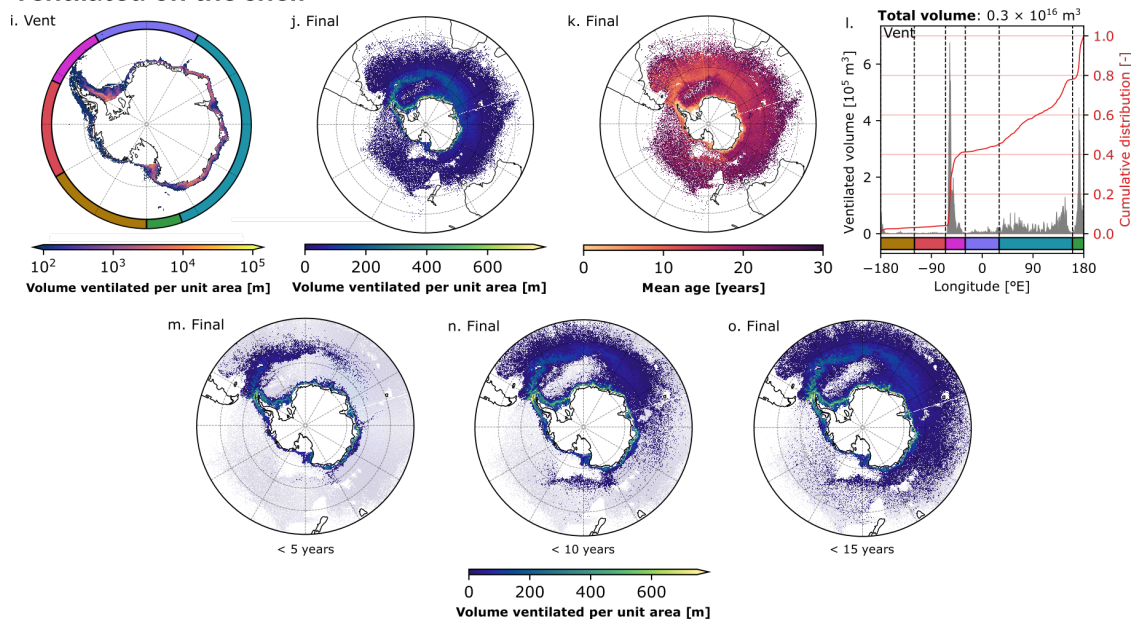 i. Vent
j. Final
k. Final
l.
Total volume: 0.3 × 10¹⁶ m³
Vent
Ventilated volume [10⁵ m³]
6
4
2
0
1.0
0.8
0.6
0.4
0.2
0.0
Cumulative distribution [-]
−180
−90
0
90
180
Longitude [°E]
10² 10³ 10⁴ 10⁵
Volume ventilated per unit area [m]
0 200 400 600
Volume ventilated per unit area [m]
0 5 10 15 20 25 30
Mean age [years]
m. Final
n. Final
o. Final
< 5 years
< 10 years
< 15 years
0 200 400 600
Volume ventilated per unit area [m]